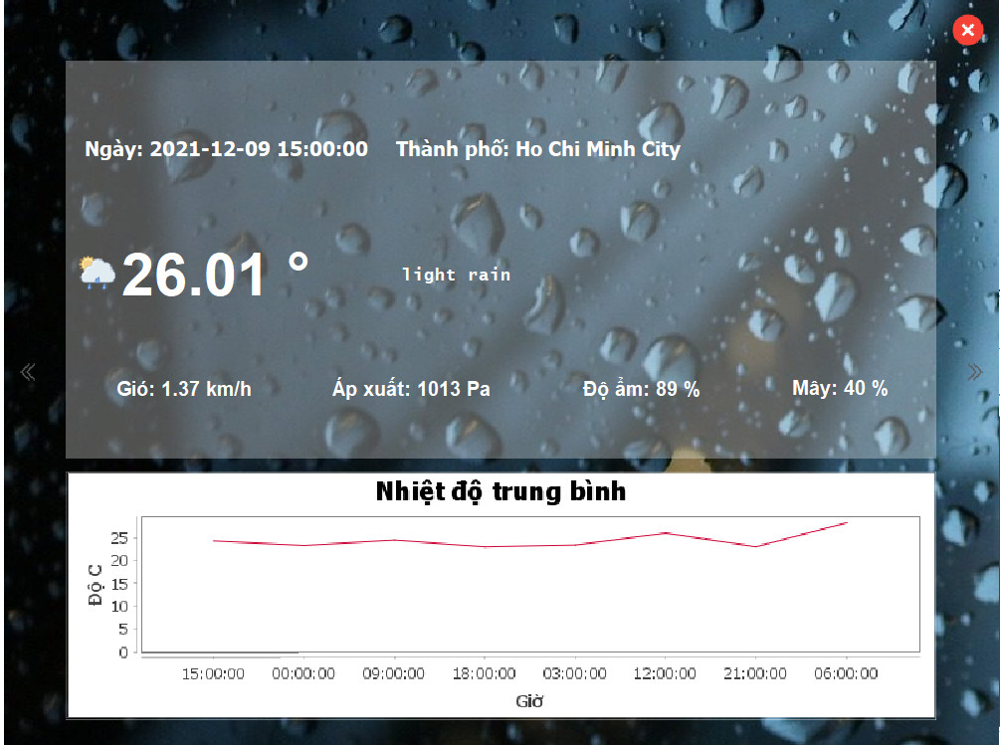 Ngày: 2021-12-09 15:00:00 Thành phố: Ho Chi Minh City
26.01 ° light rain
Gió: 1.37 km/h Áp xuất: 1013 Pa Độ ẩm: 89 % Mây: 40 %
Nhiệt độ trung bình
Độ C
25
20
15
10
5
0
15:00:00 00:00:00 09:00:00 18:00:00 03:00:00 12:00:00 21:00:00 06:00:00
Giờ